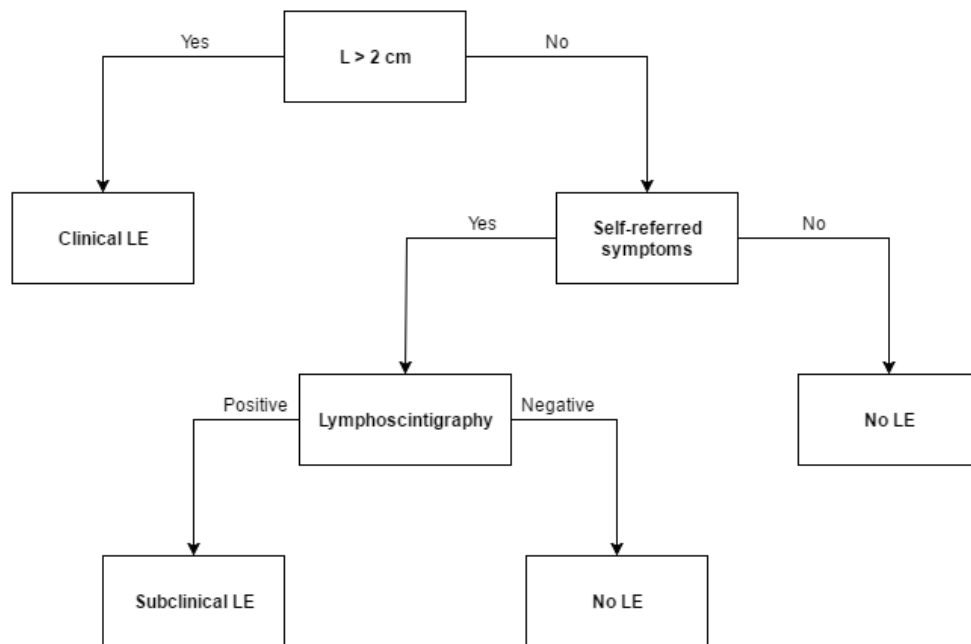 Yes
L > 2 cm
No
Clinical LE
Yes
Self-referred
symptoms
No
Positive
Lymphoscintigraphy
Negative
No LE
Subclinical LE
No LE